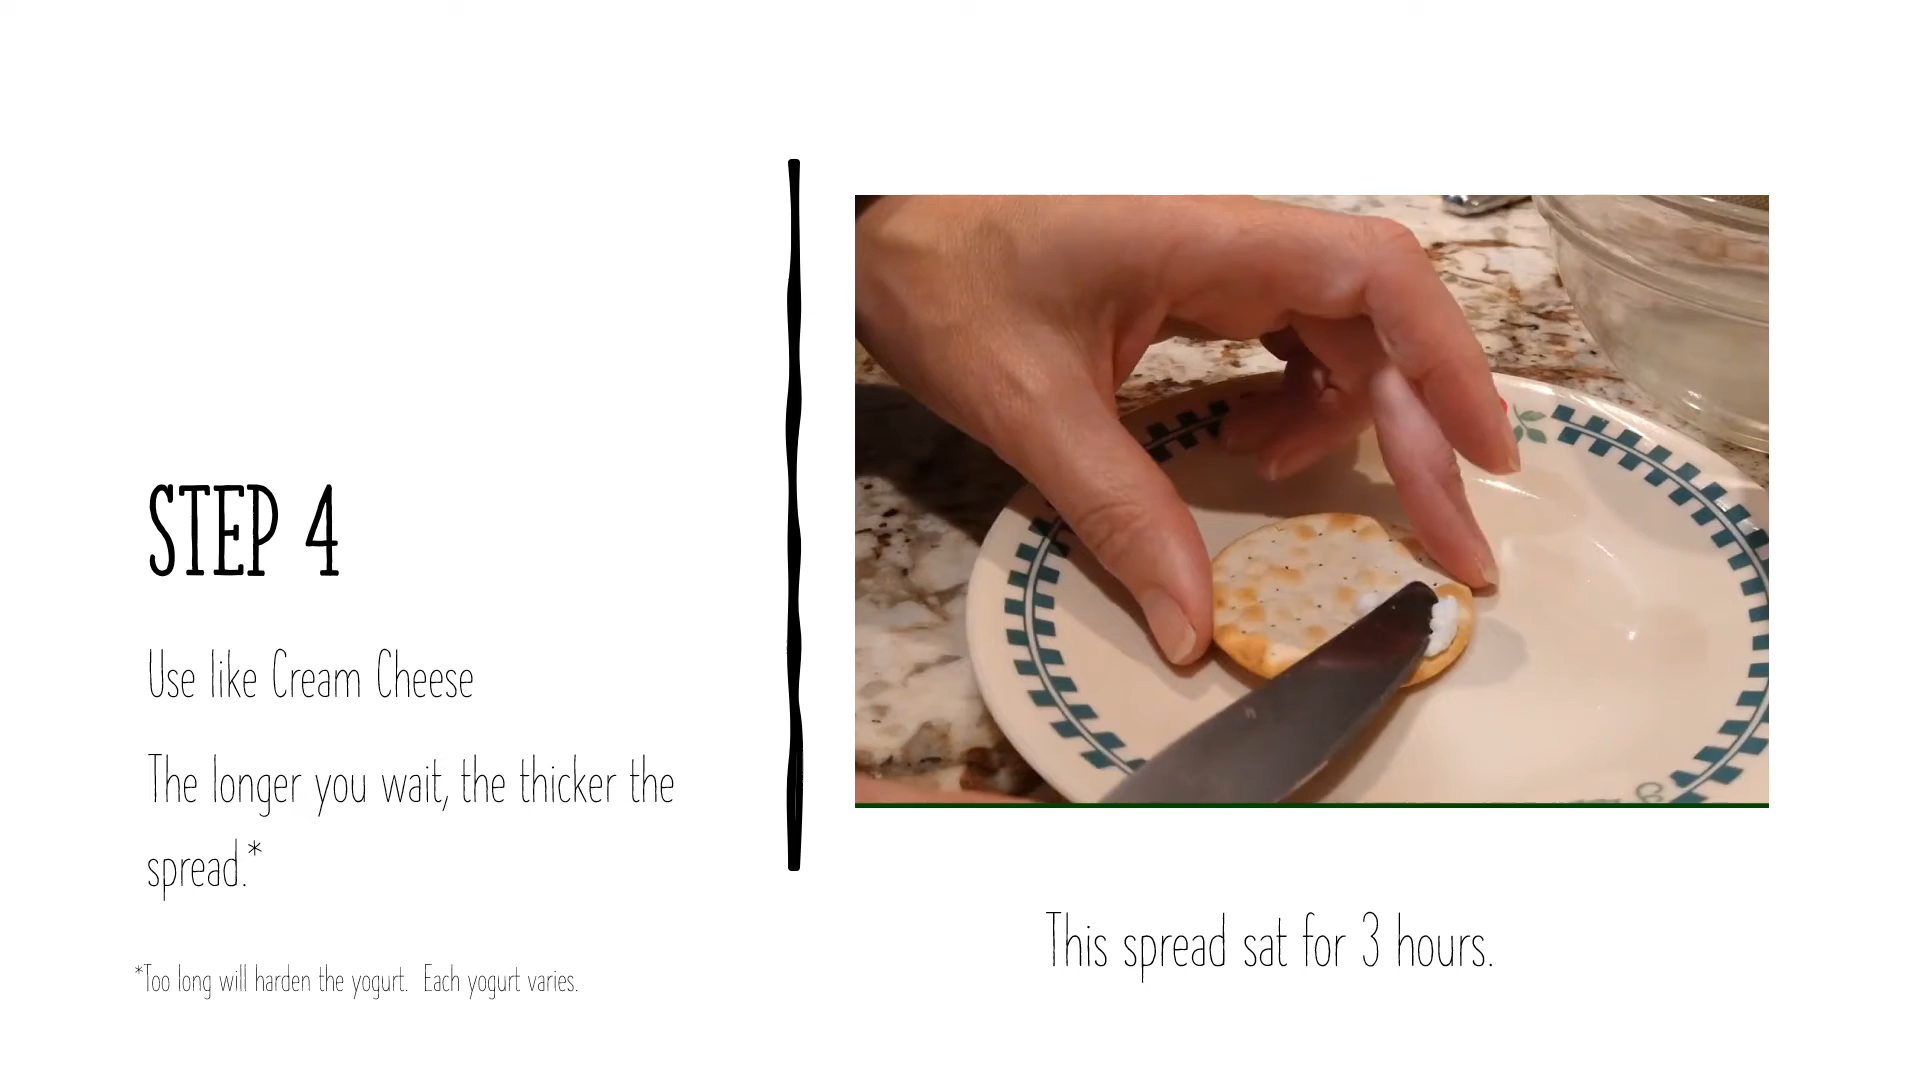 STEP 4
Use like Cream Cheese
The longer you wait, the thicker the
spread.*
*Too long will harden the yogurt. Each yogurt varies.
This spread sat for 3 hours.